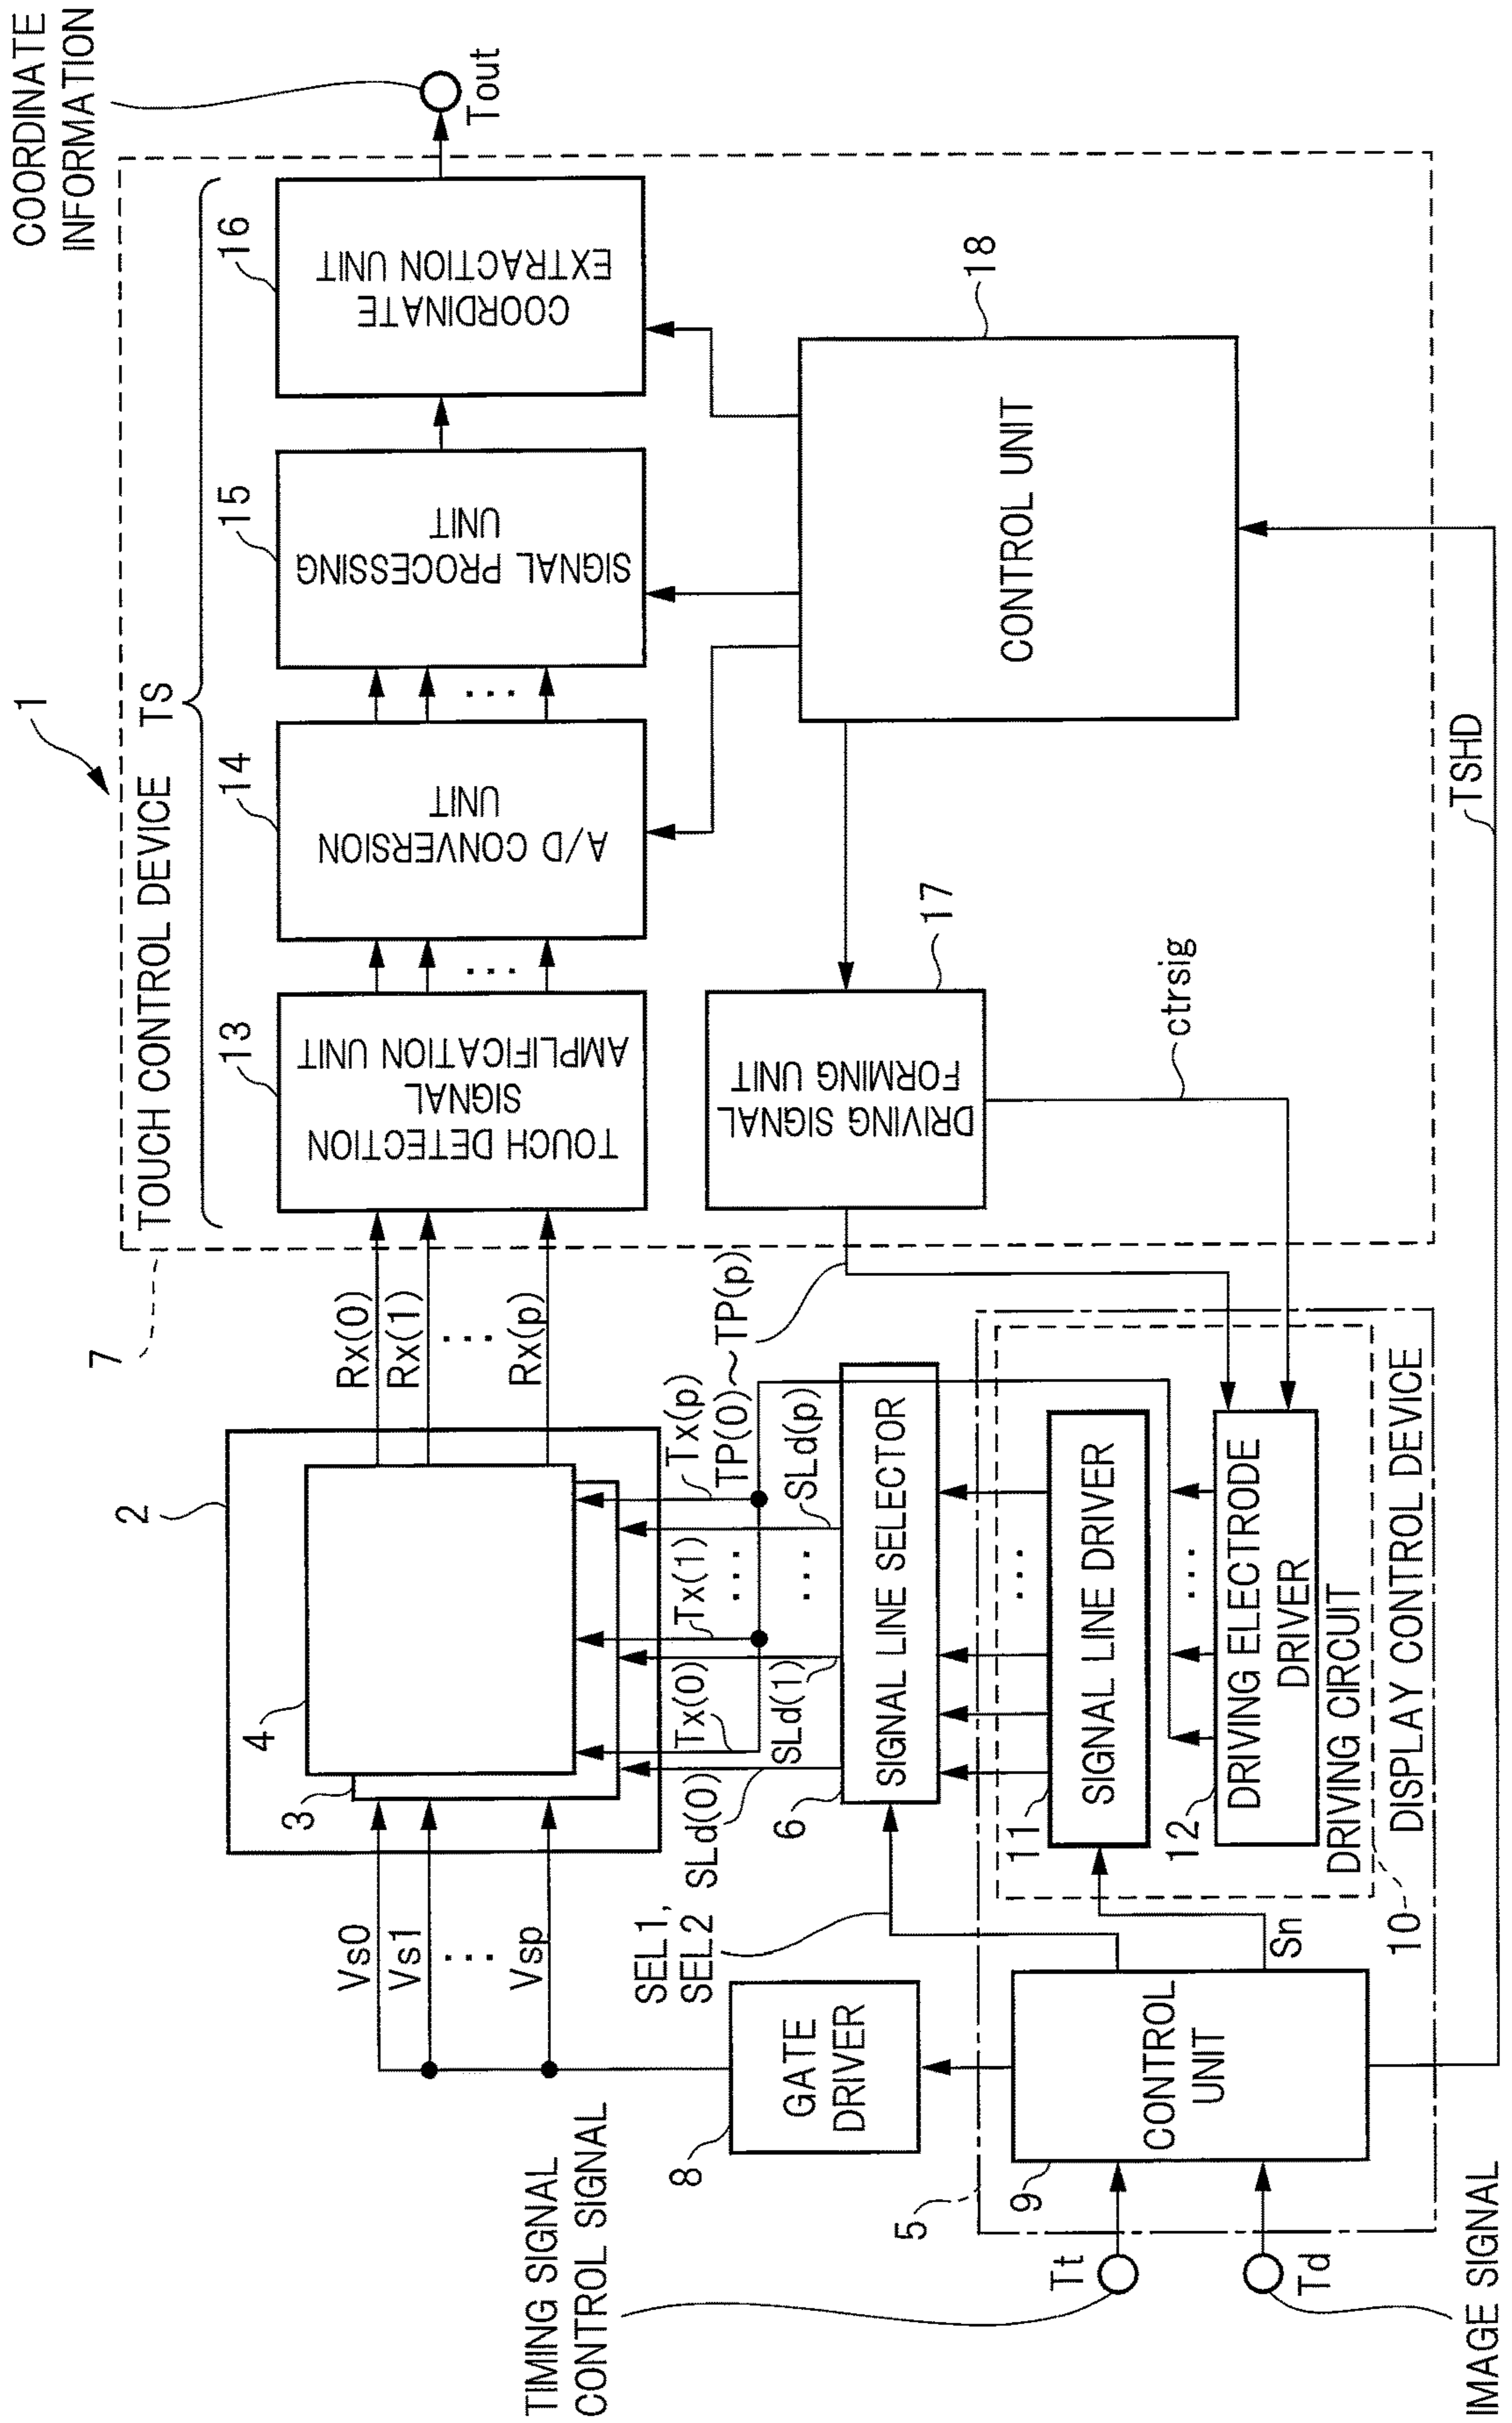 COORDINATE
INFORMATION
Tout
1
TOUCH CONTROL DEVICE TS
7
16
COORDINATE
EXTRACTION UNIT
15
SIGNAL PROCESSING
UNIT
14
A/D CONVERSION
UNIT
13
TOUCH DETECTION
SIGNAL
AMPLIFICATION UNIT
18
CONTROL UNIT
17
DRIVING SIGNAL
FORMING UNIT
ctrsig
TSHD
Rx(0)
Rx(1)
...
Rx(p)
2
4
3
Vs0
Vs1
...
Vsp
Tx(p)
TP(0)~TP(p)
Tx(1)
...
Tx(0)
SLd(p)
...
SLd(1)
SLd(0)
SEL1,
SEL2
6
SIGNAL LINE SELECTOR
...
11
SIGNAL LINE DRIVER
...
12
DRIVING ELECTRODE
DRIVER
DRIVING CIRCUIT
10
DISPLAY CONTROL DEVICE
8
GATE
DRIVER
Sn
5
9
CONTROL
UNIT
Tt
Td
TIMING SIGNAL
CONTROL SIGNAL
IMAGE SIGNAL